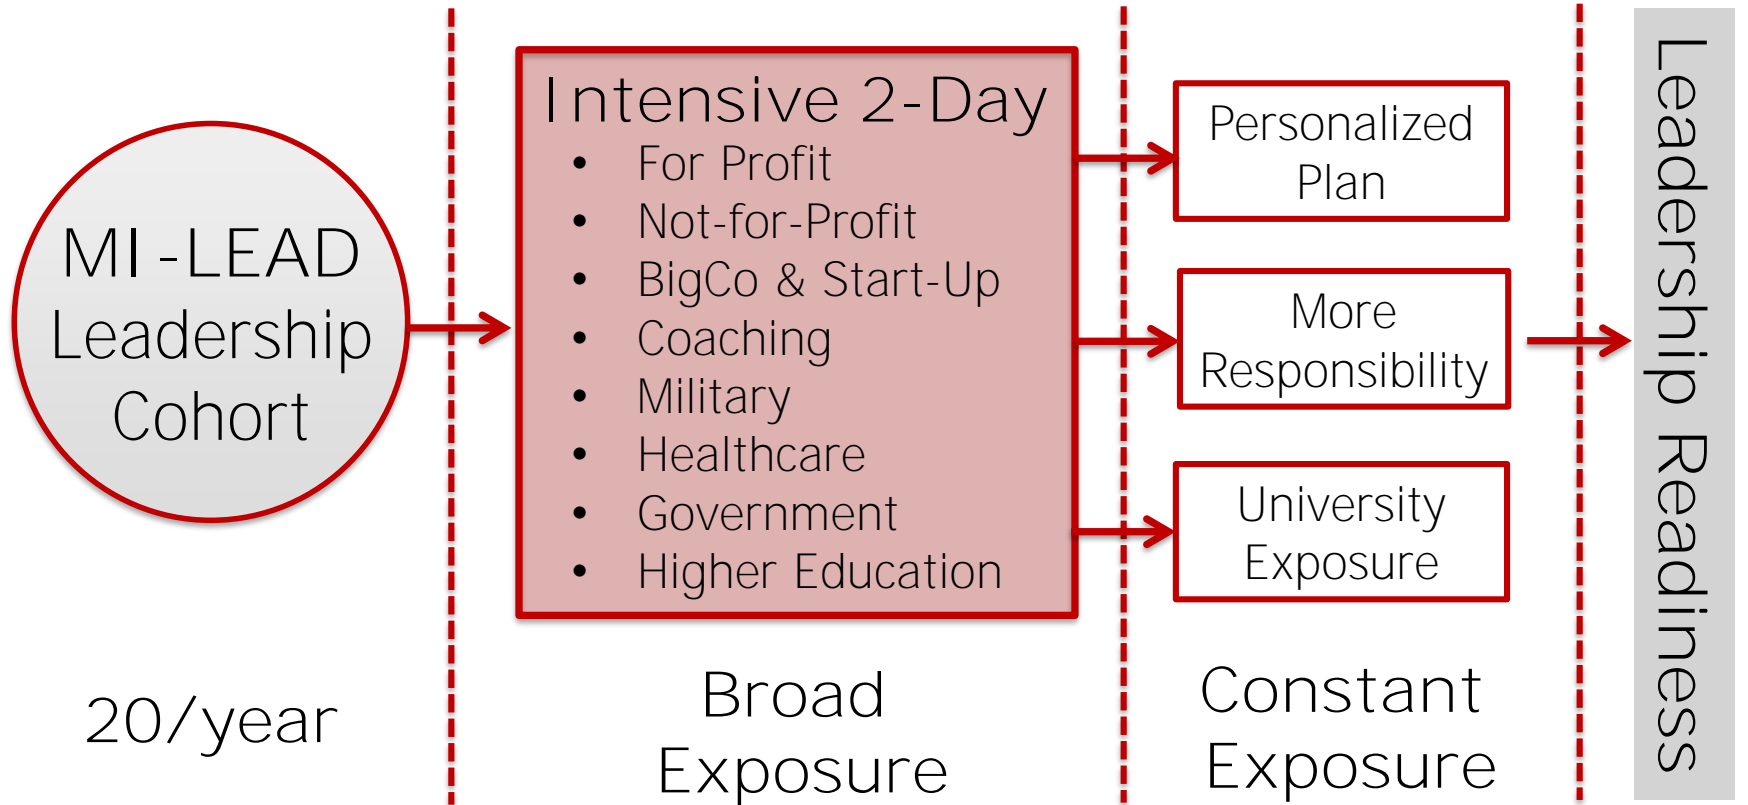 MI-LEAD
Leadership
Cohort
20/year
Intensive 2-Day
• For Profit
• Not-for-Profit
• BigCo & Start-Up
• Coaching
• Military
• Healthcare
• Government
• Higher Education
Broad
Exposure
Personalized
Plan
More
Responsibility
University
Exposure
Constant
Exposure
Leadership Readiness